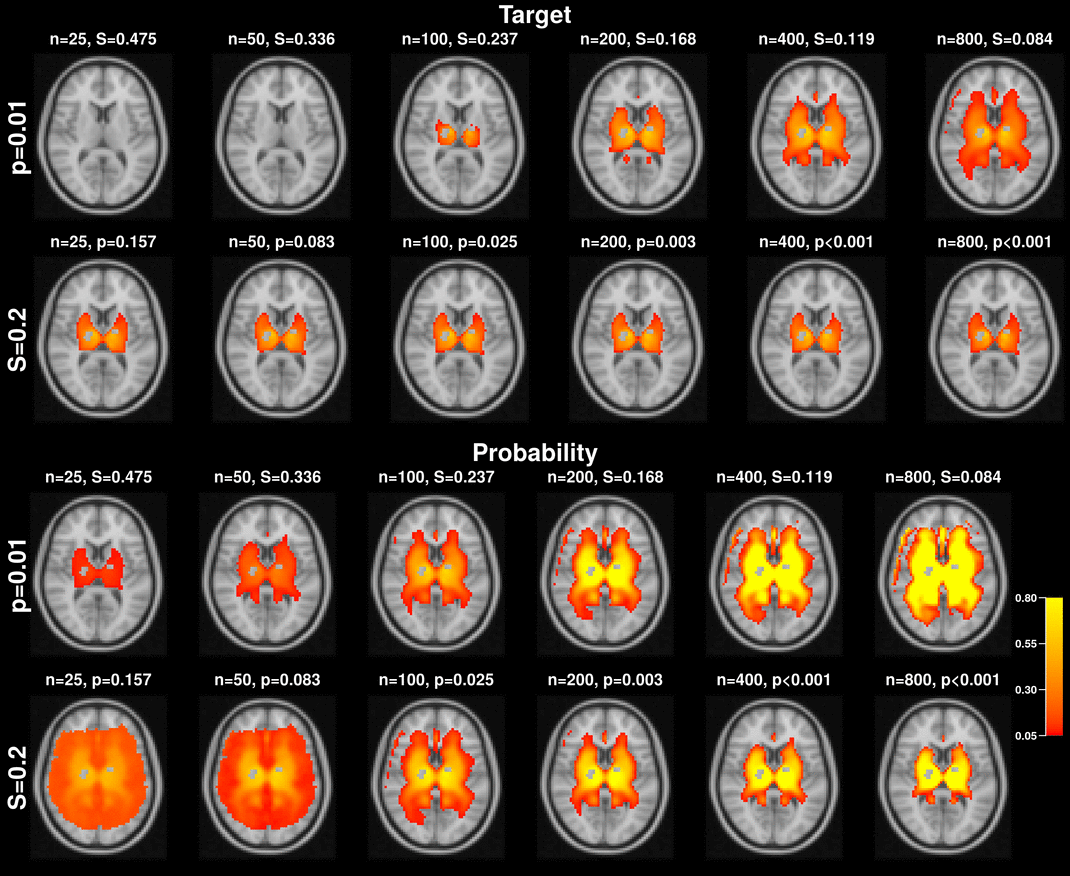 Target
n=25, S=0.475 n=50, S=0.336 n=100, S=0.237 n=200, S=0.168 n=400, S=0.119 n=800, S=0.084
p=0.01
n=25, p=0.157 n=50, p=0.083 n=100, p=0.025 n=200, p=0.003 n=400, p<0.001 n=800, p<0.001
S=0.2
Probability
n=25, S=0.475 n=50, S=0.336 n=100, S=0.237 n=200, S=0.168 n=400, S=0.119 n=800, S=0.084
p=0.01
0.80
0.55
0.30
0.05
n=25, p=0.157 n=50, p=0.083 n=100, p=0.025 n=200, p=0.003 n=400, p<0.001 n=800, p<0.001
S=0.2